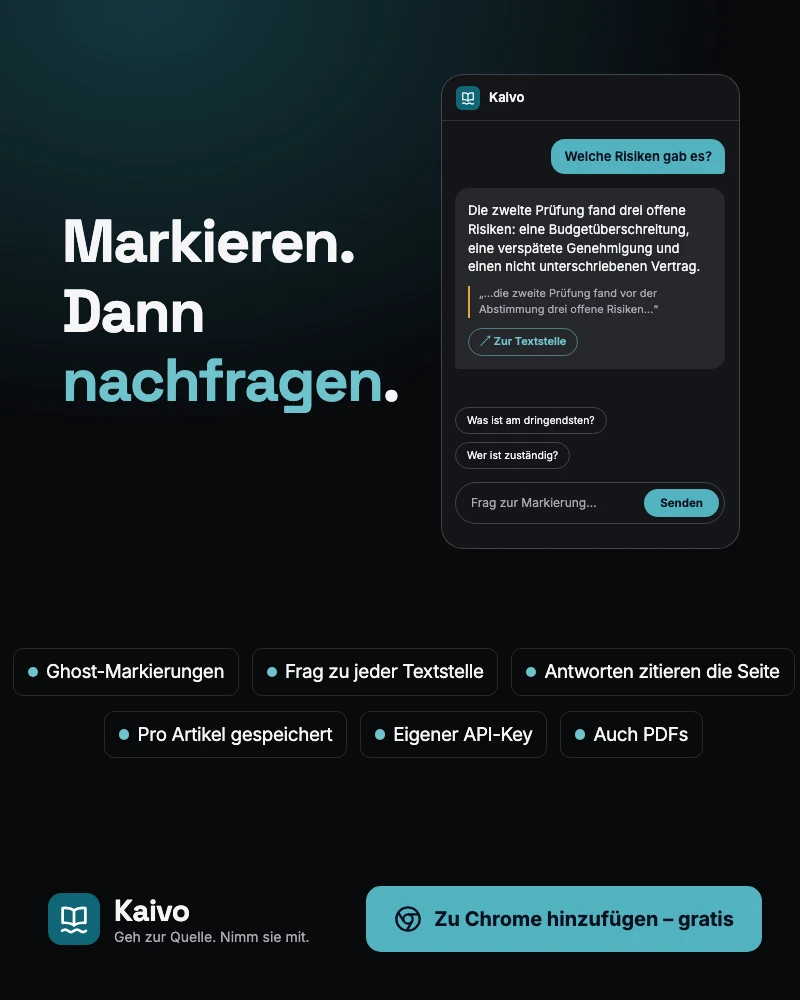 Markieren.
Dann
nachfragen.
Kaivo
Welche Risiken gab es?
Die zweite Prüfung fand drei offene
Risiken: eine Budgetüberschreitung,
eine verspätete Genehmigung und
einen nicht unterschriebenen Vertrag.
„…die zweite Prüfung fand vor der
Abstimmung drei offene Risiken…“
↗ Zur Textstelle
Was ist am dringendsten?
Wer ist zuständig?
Frag zur Markierung…
Senden
Ghost-Markierungen
Frag zu jeder Textstelle
Antworten zitieren die Seite
Pro Artikel gespeichert
Eigener API-Key
Auch PDFs
Kaivo
Geh zur Quelle. Nimm sie mit.
Zu Chrome hinzufügen – gratis